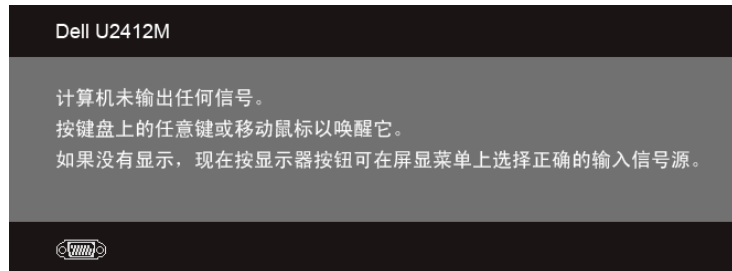 Dell U2412M
计算机未输出任何信号。
按键盘上的任意键或移动鼠标以唤醒它。
如果没有显示，现在按显示器按钮可在屏显菜单上选择正确的输入信号源。